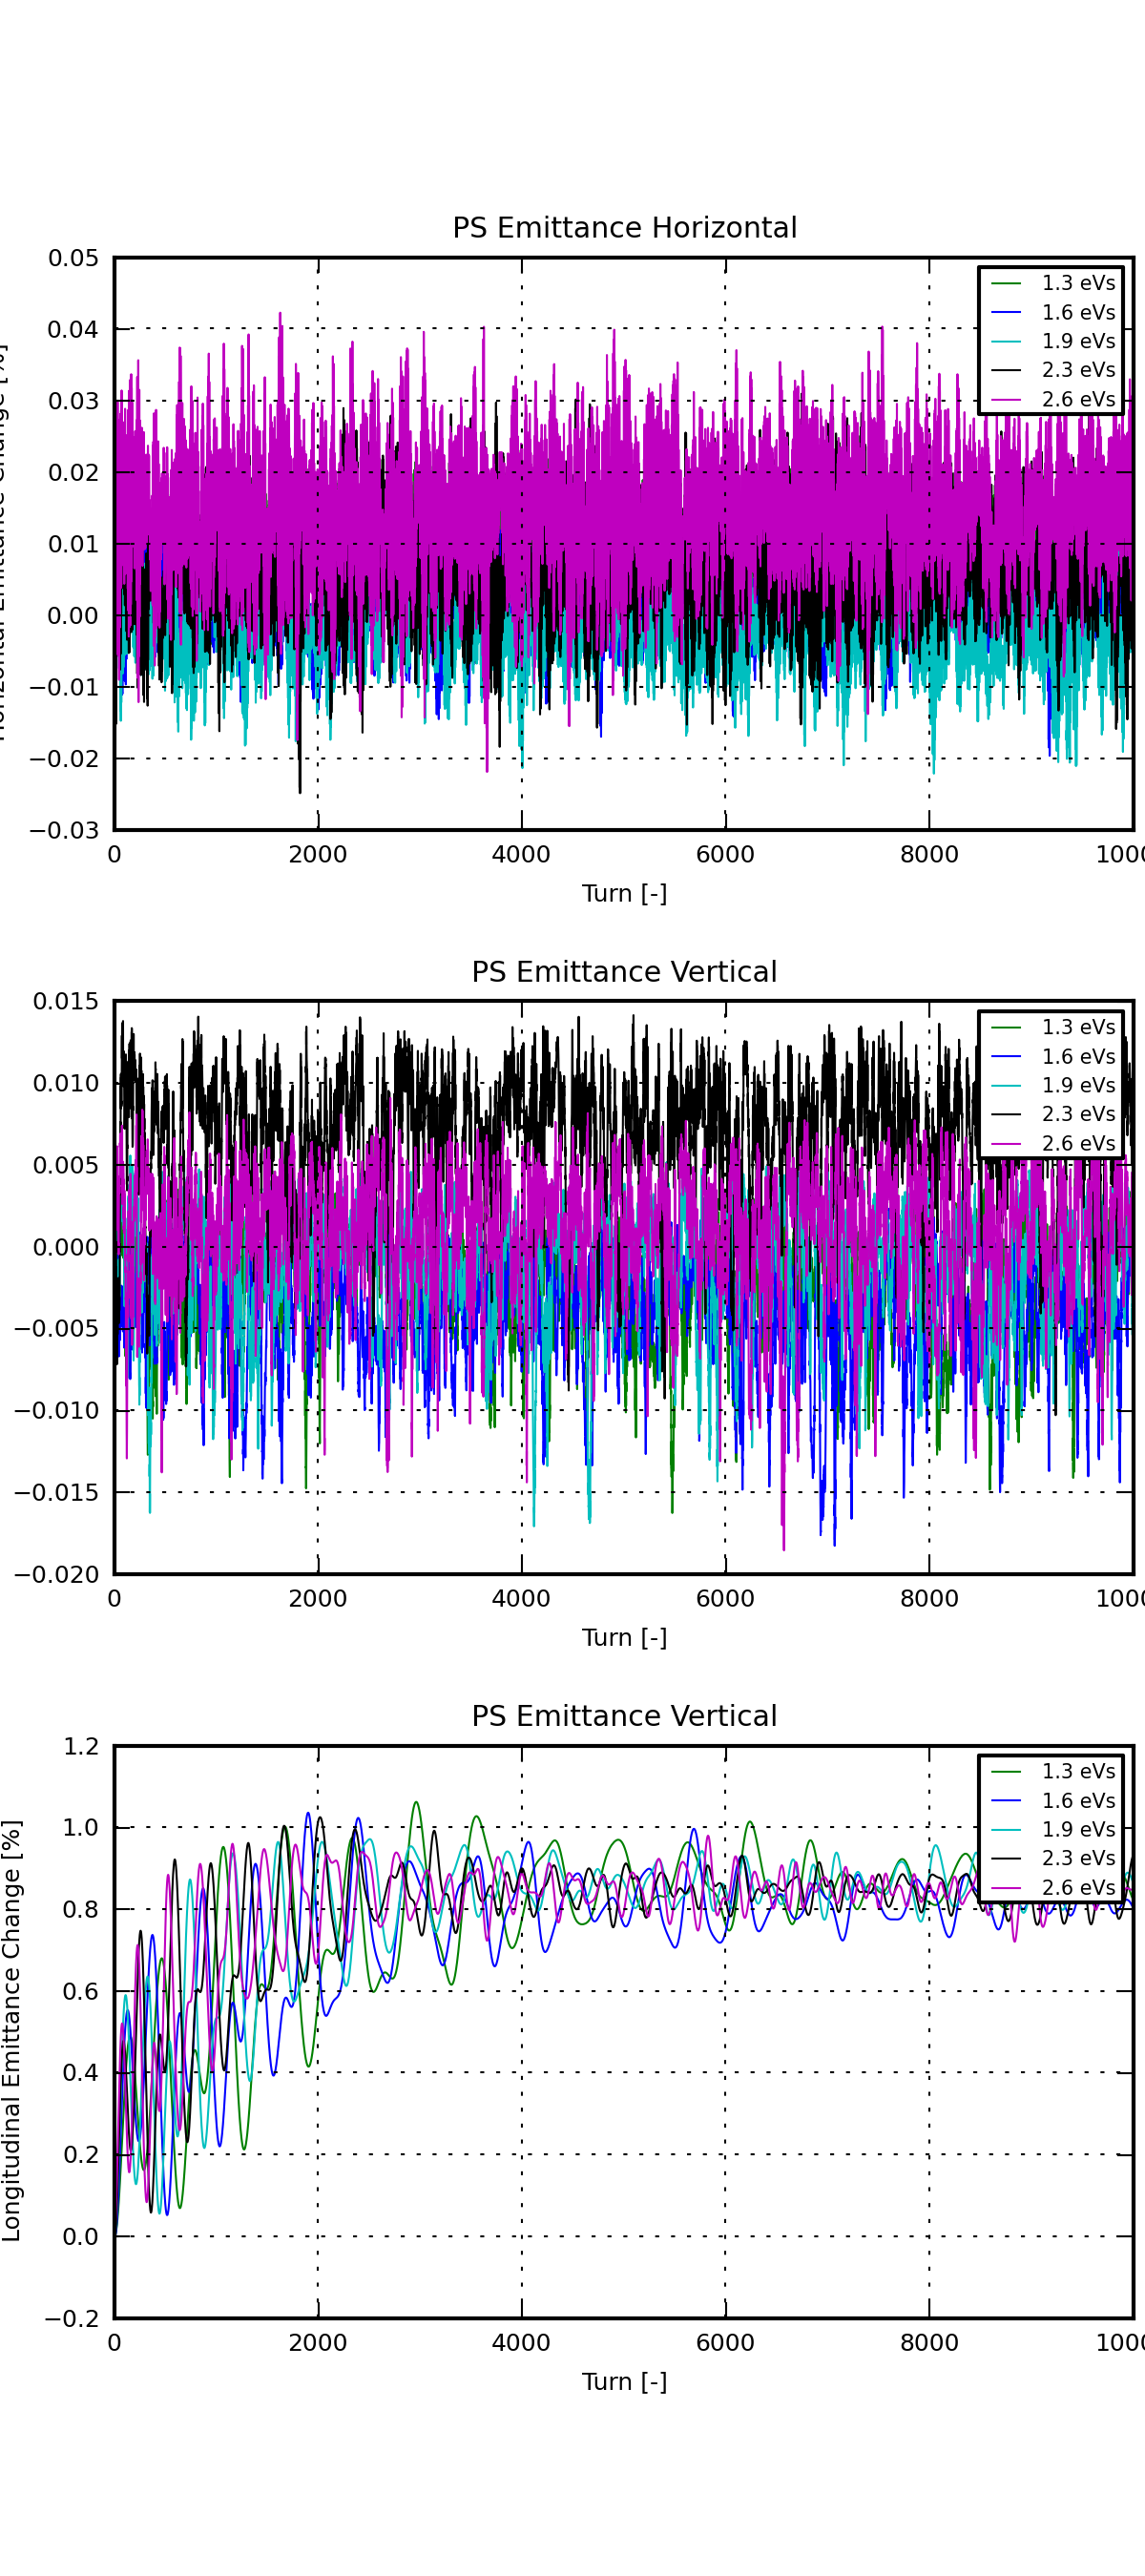 PS Emittance Horizontal
0.05
0.04
0.03
0.02
0.01
0.00
−0.01
−0.02
−0.03
1.3 eVs
1.6 eVs
1.9 eVs
2.3 eVs
2.6 eVs
0 2000 4000 6000 8000 1000
Turn [-]
PS Emittance Vertical
0.015
0.010
0.005
0.000
−0.005
−0.010
−0.015
−0.020
1.3 eVs
1.6 eVs
1.9 eVs
2.3 eVs
2.6 eVs
0 2000 4000 6000 8000 1000
Turn [-]
PS Emittance Vertical
Longitudinal Emittance Change [%]
1.2
1.0
0.8
0.6
0.4
0.2
0.0
−0.2
1.3 eVs
1.6 eVs
1.9 eVs
2.3 eVs
2.6 eVs
0 2000 4000 6000 8000 1000
Turn [-]